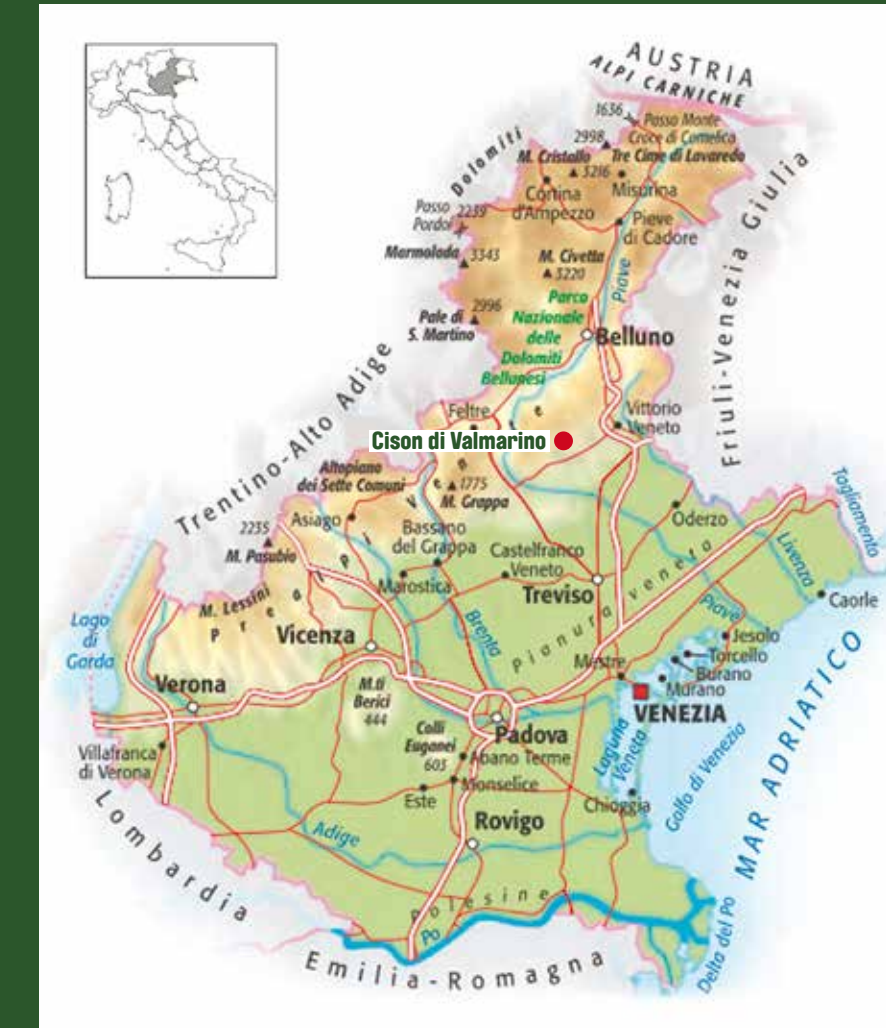 AUSTRIA
ALPI CARNICHE
1636
Passo Monte
Croce di Comelico
2998
Tre Cime di Lavaredo
Dolomiti
M. Cristallo
3216
Cortina
d'Ampezzo
Misurina
Passo
Pordoi
2239
Pieve
di Cadore
Marmolada
3343
M. Civetta
3220
Piave
Friuli-Venezia Giulia
Pale di
S. Martino
2996
Parco
Nazionale
delle
Dolomiti
Bellunesi
Belluno
Trentino-Alto Adige
Feltre
Vittorio
Veneto
Cison di Valmarino
Altopiano
dei Sette Comuni
1775
M. Grappa
Prealpi Venete
Tagliamento
Asiago
2235
M. Pasubio
Bassano
del Grappa
Oderzo
Livenza
Castelfranco
Veneto
Marostica
Treviso
Pianura veneta
Piave
Caorle
M. Lessini
Lago
di
Garda
Vicenza
Brenta
Jesolo
Torcello
Burano
Murano
Mestre
Verona
M.ti
Berici
444
VENEZIA
Padova
Colli
Euganei
603
Abano Terme
Laguna
Veneta
Golfo di Venezia
MAR ADRIATICO
Villafranca
di Verona
Monselice
Este
Chioggia
Lombardia
Adige
Rovigo
Polesine
Po
Delta del Po
Emilia-Romagna